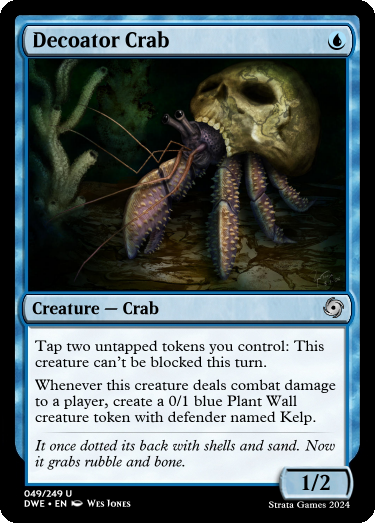 Decoator Crab
Creature — Crab
Tap two untapped tokens you control: This
creature can't be blocked this turn.
Whenever this creature deals combat damage
to a player, create a 0/1 blue Plant Wall
creature token with defender named Kelp.
It once dotted its back with shells and sand. Now
it grabs rubble and bone.
1/2
049/249 U
DWE • EN Wes Jones
Strata Games 2024